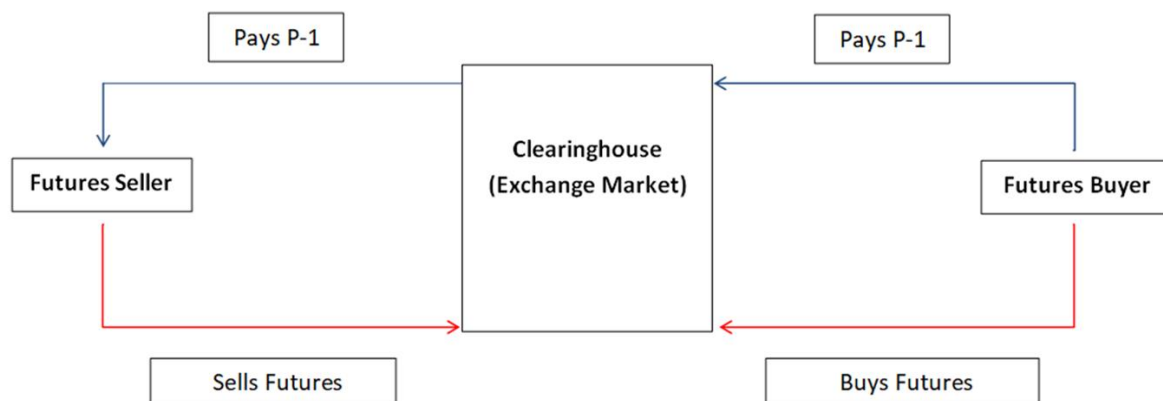 Pays P-1
Pays P-1
Clearinghouse
(Exchange Market)
Futures Seller
Futures Buyer
Sells Futures
Buys Futures